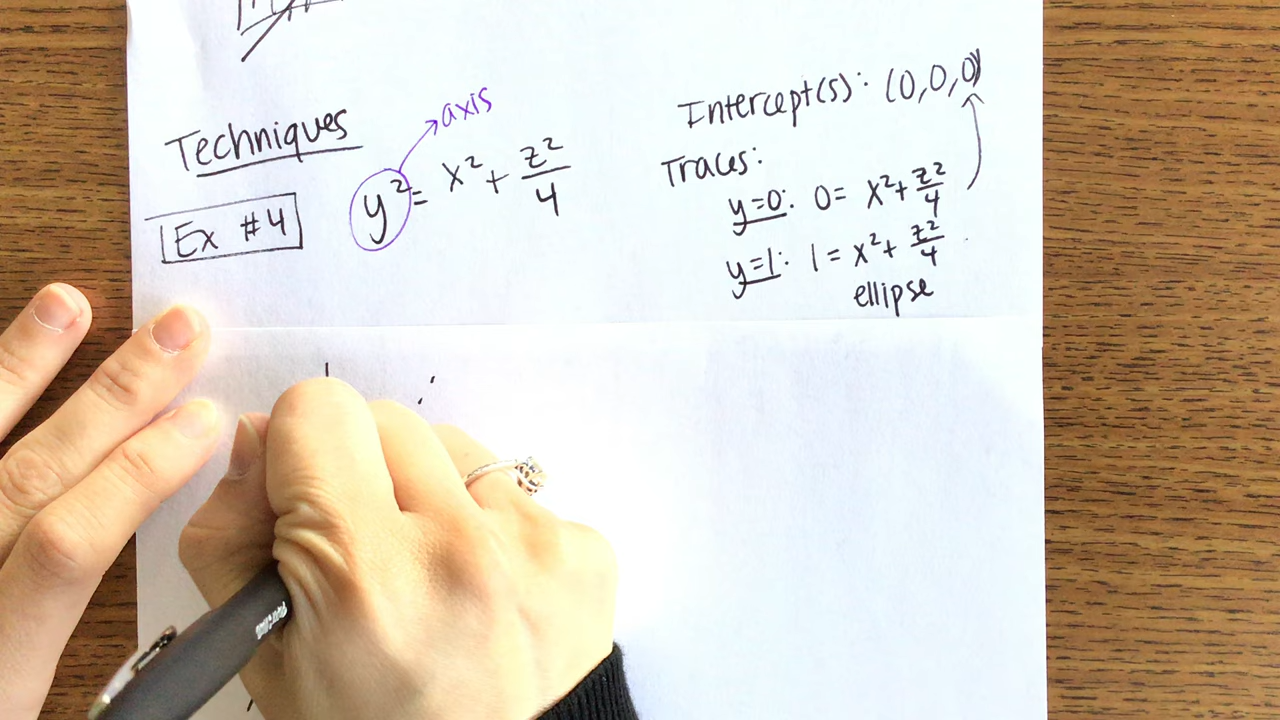 Techniques
Ex #4
axis
y² = x² + z²/4
Intercept(s): (0,0,0)
Traces:
y=0: 0 = x² + z²/4
y=1: 1 = x² + z²/4
ellipse